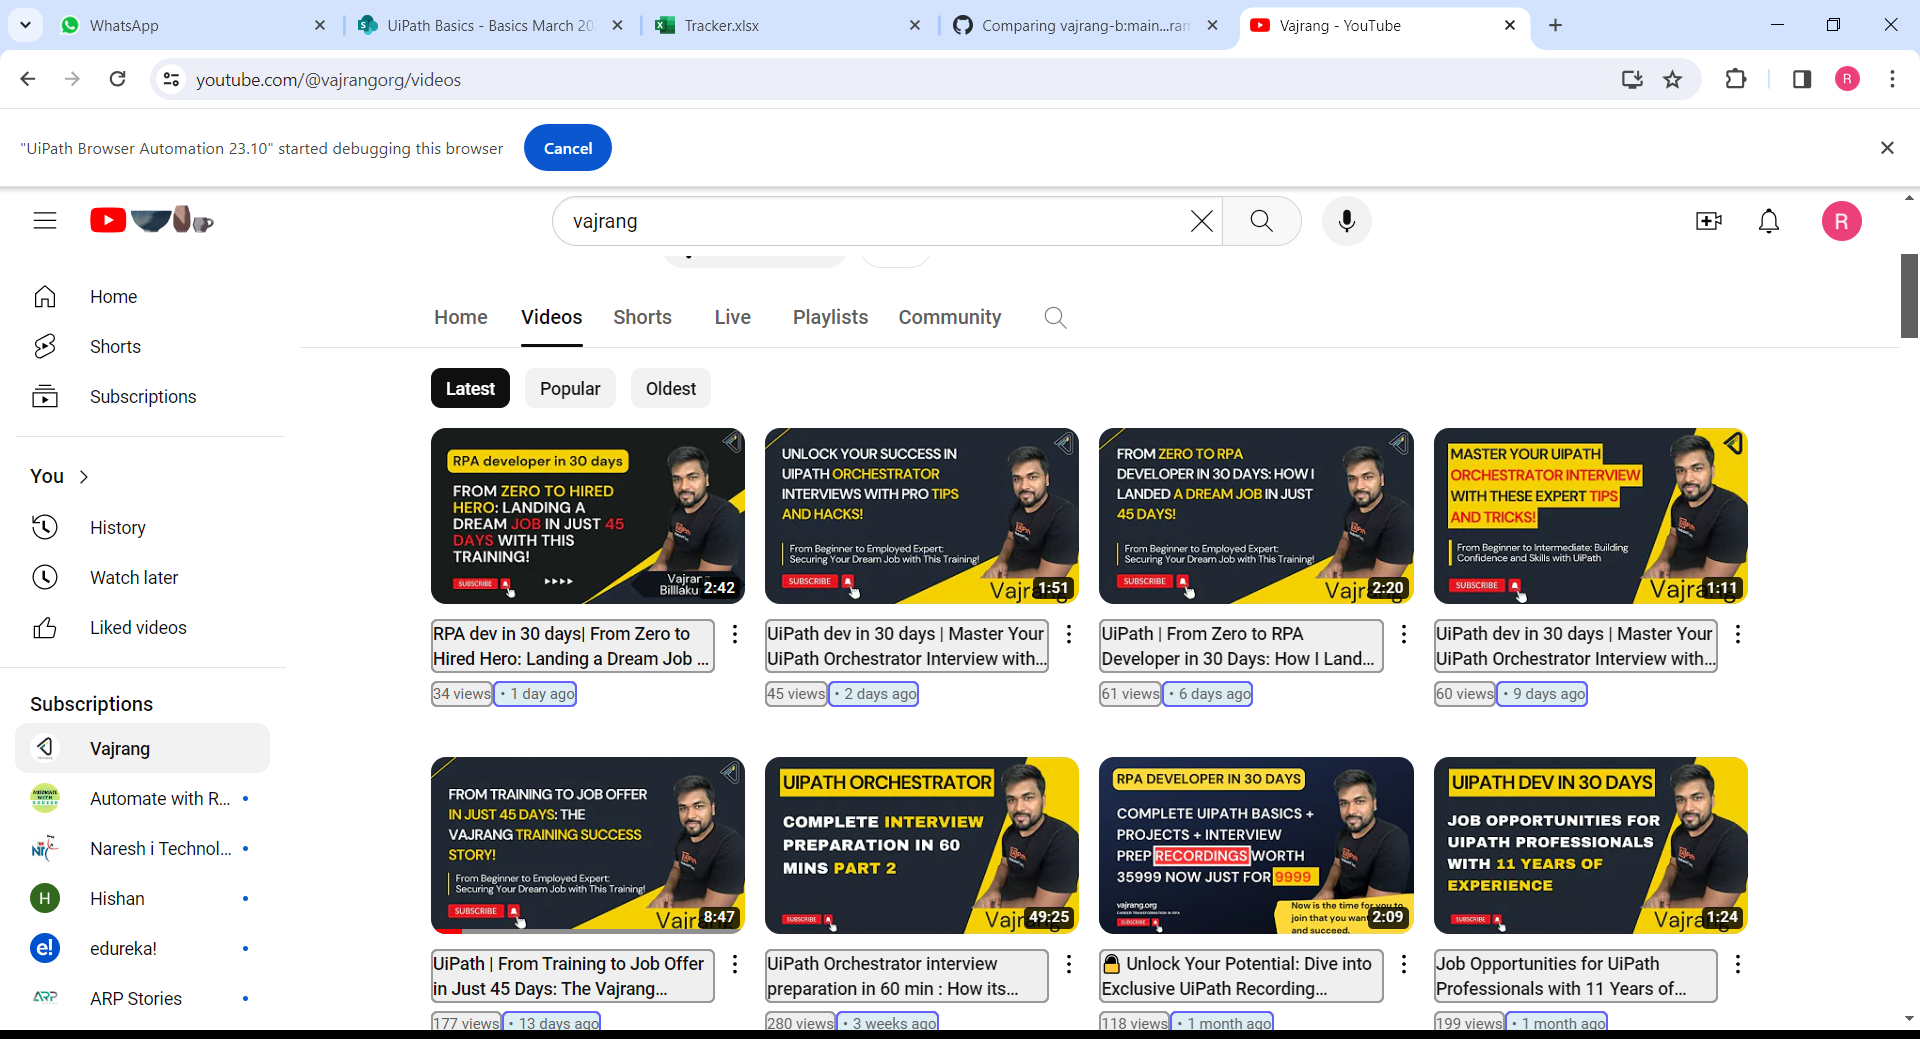 WhatsApp
UiPath Basics - Basics March 20
Tracker.xlsx
Comparing vajrang-b:main...ran
Vajrang - YouTube
youtube.com/@vajrangorg/videos
R
"UiPath Browser Automation 23.10" started debugging this browser
Cancel
vajrang
R
Home
Shorts
Subscriptions
You
History
Watch later
Liked videos
Subscriptions
Vajrang
Automate with R...
Naresh i Technol...
H
Hishan
e!
edureka!
ARP
ARP Stories
Home
Videos
Shorts
Live
Playlists
Community
Latest
Popular
Oldest
RPA developer in 30 days
FROM ZERO TO HIRED
HERO: LANDING A
DREAM JOB IN JUST 45
DAYS WITH THIS
TRAINING!
SUBSCRIBE
Vajrang
Billlaku
2:42
RPA dev in 30 days| From Zero to
Hired Hero: Landing a Dream Job ...
34 views • 1 day ago
UNLOCK YOUR SUCCESS IN
UIPATH ORCHESTRATOR
INTERVIEWS WITH PRO TIPS
AND HACKS!
From Beginner to Employed Expert:
Securing Your Dream Job with This Training!
SUBSCRIBE
Vajrang
1:51
UiPath dev in 30 days | Master Your
UiPath Orchestrator Interview with...
45 views • 2 days ago
FROM ZERO TO RPA
DEVELOPER IN 30 DAYS: HOW I
LANDED A DREAM JOB IN JUST
45 DAYS!
From Beginner to Employed Expert:
Securing Your Dream Job with This Training!
SUBSCRIBE
Vajrang
2:20
UiPath | From Zero to RPA
Developer in 30 Days: How I Land...
61 views • 6 days ago
MASTER YOUR UIPATH
ORCHESTRATOR INTERVIEW
WITH THESE EXPERT TIPS
AND TRICKS!
From Beginner to Intermediate: Building
Confidence and Skills with UiPath
SUBSCRIBE
Vajrang
1:11
UiPath dev in 30 days | Master Your
UiPath Orchestrator Interview with...
60 views • 9 days ago
FROM TRAINING TO JOB OFFER
IN JUST 45 DAYS: THE
VAJRANG TRAINING SUCCESS
STORY!
From Beginner to Employed Expert:
Securing Your Dream Job with This Training!
SUBSCRIBE
Vajrang
8:47
UiPath | From Training to Job Offer
in Just 45 Days: The Vajrang...
177 views • 13 days ago
UIPATH ORCHESTRATOR
COMPLETE INTERVIEW
PREPARATION IN 60
MINS PART 2
SUBSCRIBE
Vajrang
49:25
UiPath Orchestrator interview
preparation in 60 min : How its...
280 views • 3 weeks ago
RPA DEVELOPER IN 30 DAYS
COMPLETE UIPATH BASICS +
PROJECTS + INTERVIEW
PREP RECORDINGS WORTH
35999 NOW JUST FOR 9999
vajrang.org
CAREER TRANSFORMATION IN RPA
SUBSCRIBE
Now is the time for you to
join that you want
and succeed.
2:09
🔒 Unlock Your Potential: Dive into
Exclusive UiPath Recording...
118 views • 1 month ago
UIPATH DEV IN 30 DAYS
JOB OPPORTUNITIES FOR
UIPATH PROFESSIONALS
WITH 11 YEARS OF
EXPERIENCE
SUBSCRIBE
Vajrang
1:24
Job Opportunities for UiPath
Professionals with 11 Years of...
199 views • 1 month ago